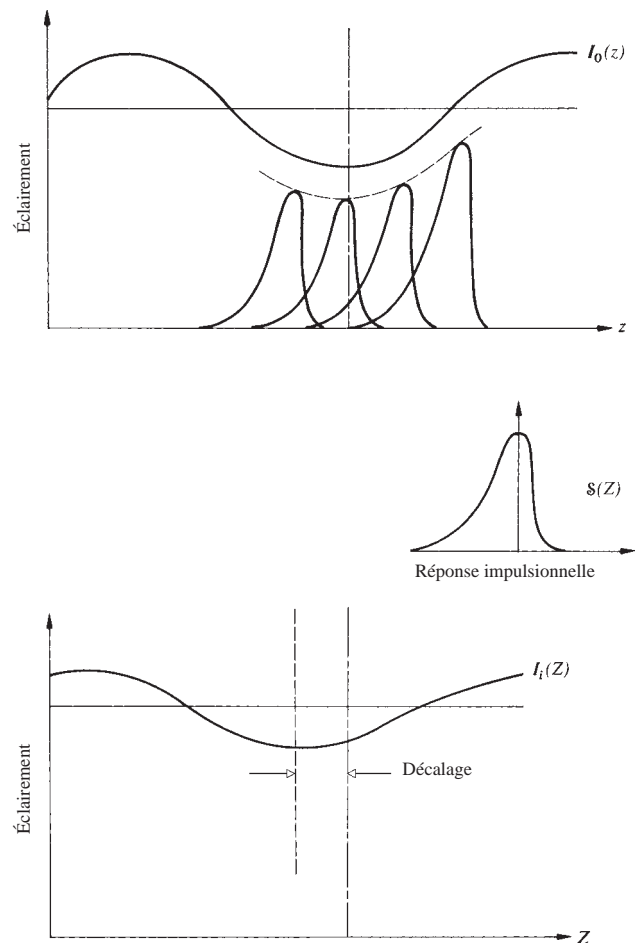 I₀(z)
Éclairement
z
𝒮(Z)
Réponse impulsionnelle
Iᵢ(Z)
Éclairement
Décalage
Z